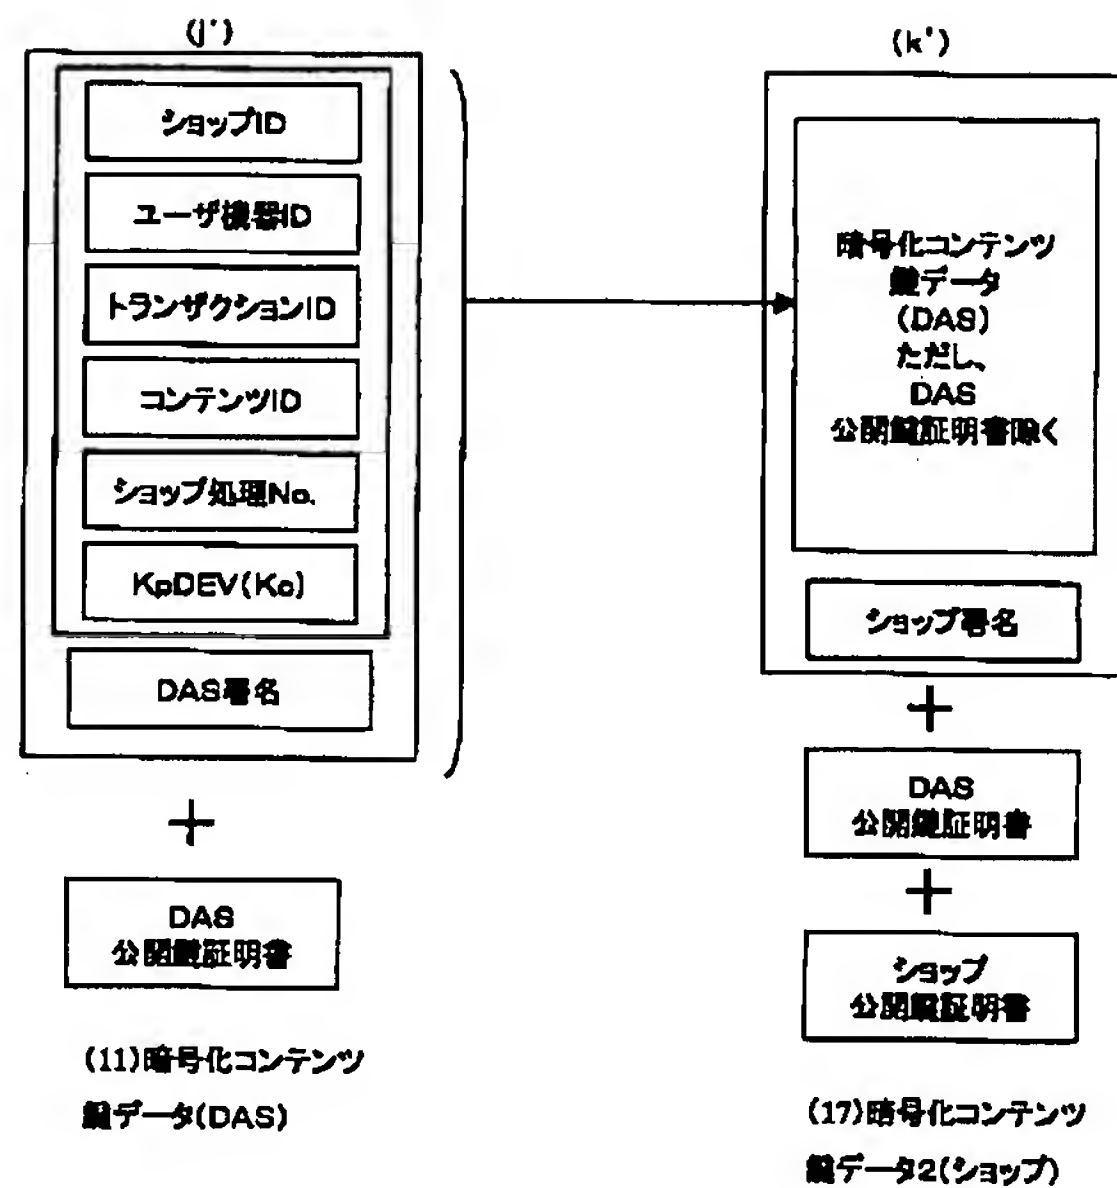 (j')
ショップID
ユーザ機器ID
トランザクションID
コンテンツID
ショップ処理No.
KpDEV(Kc)
DAS署名
+
DAS
公開鍵証明書
(11)暗号化コンテンツ
鍵データ(DAS)
(k')
暗号化コンテンツ
鍵データ
(DAS)
ただし、
DAS
公開鍵証明書除く
ショップ署名
+
DAS
公開鍵証明書
+
ショップ
公開鍵証明書
(17)暗号化コンテンツ
鍵データ2(ショップ)